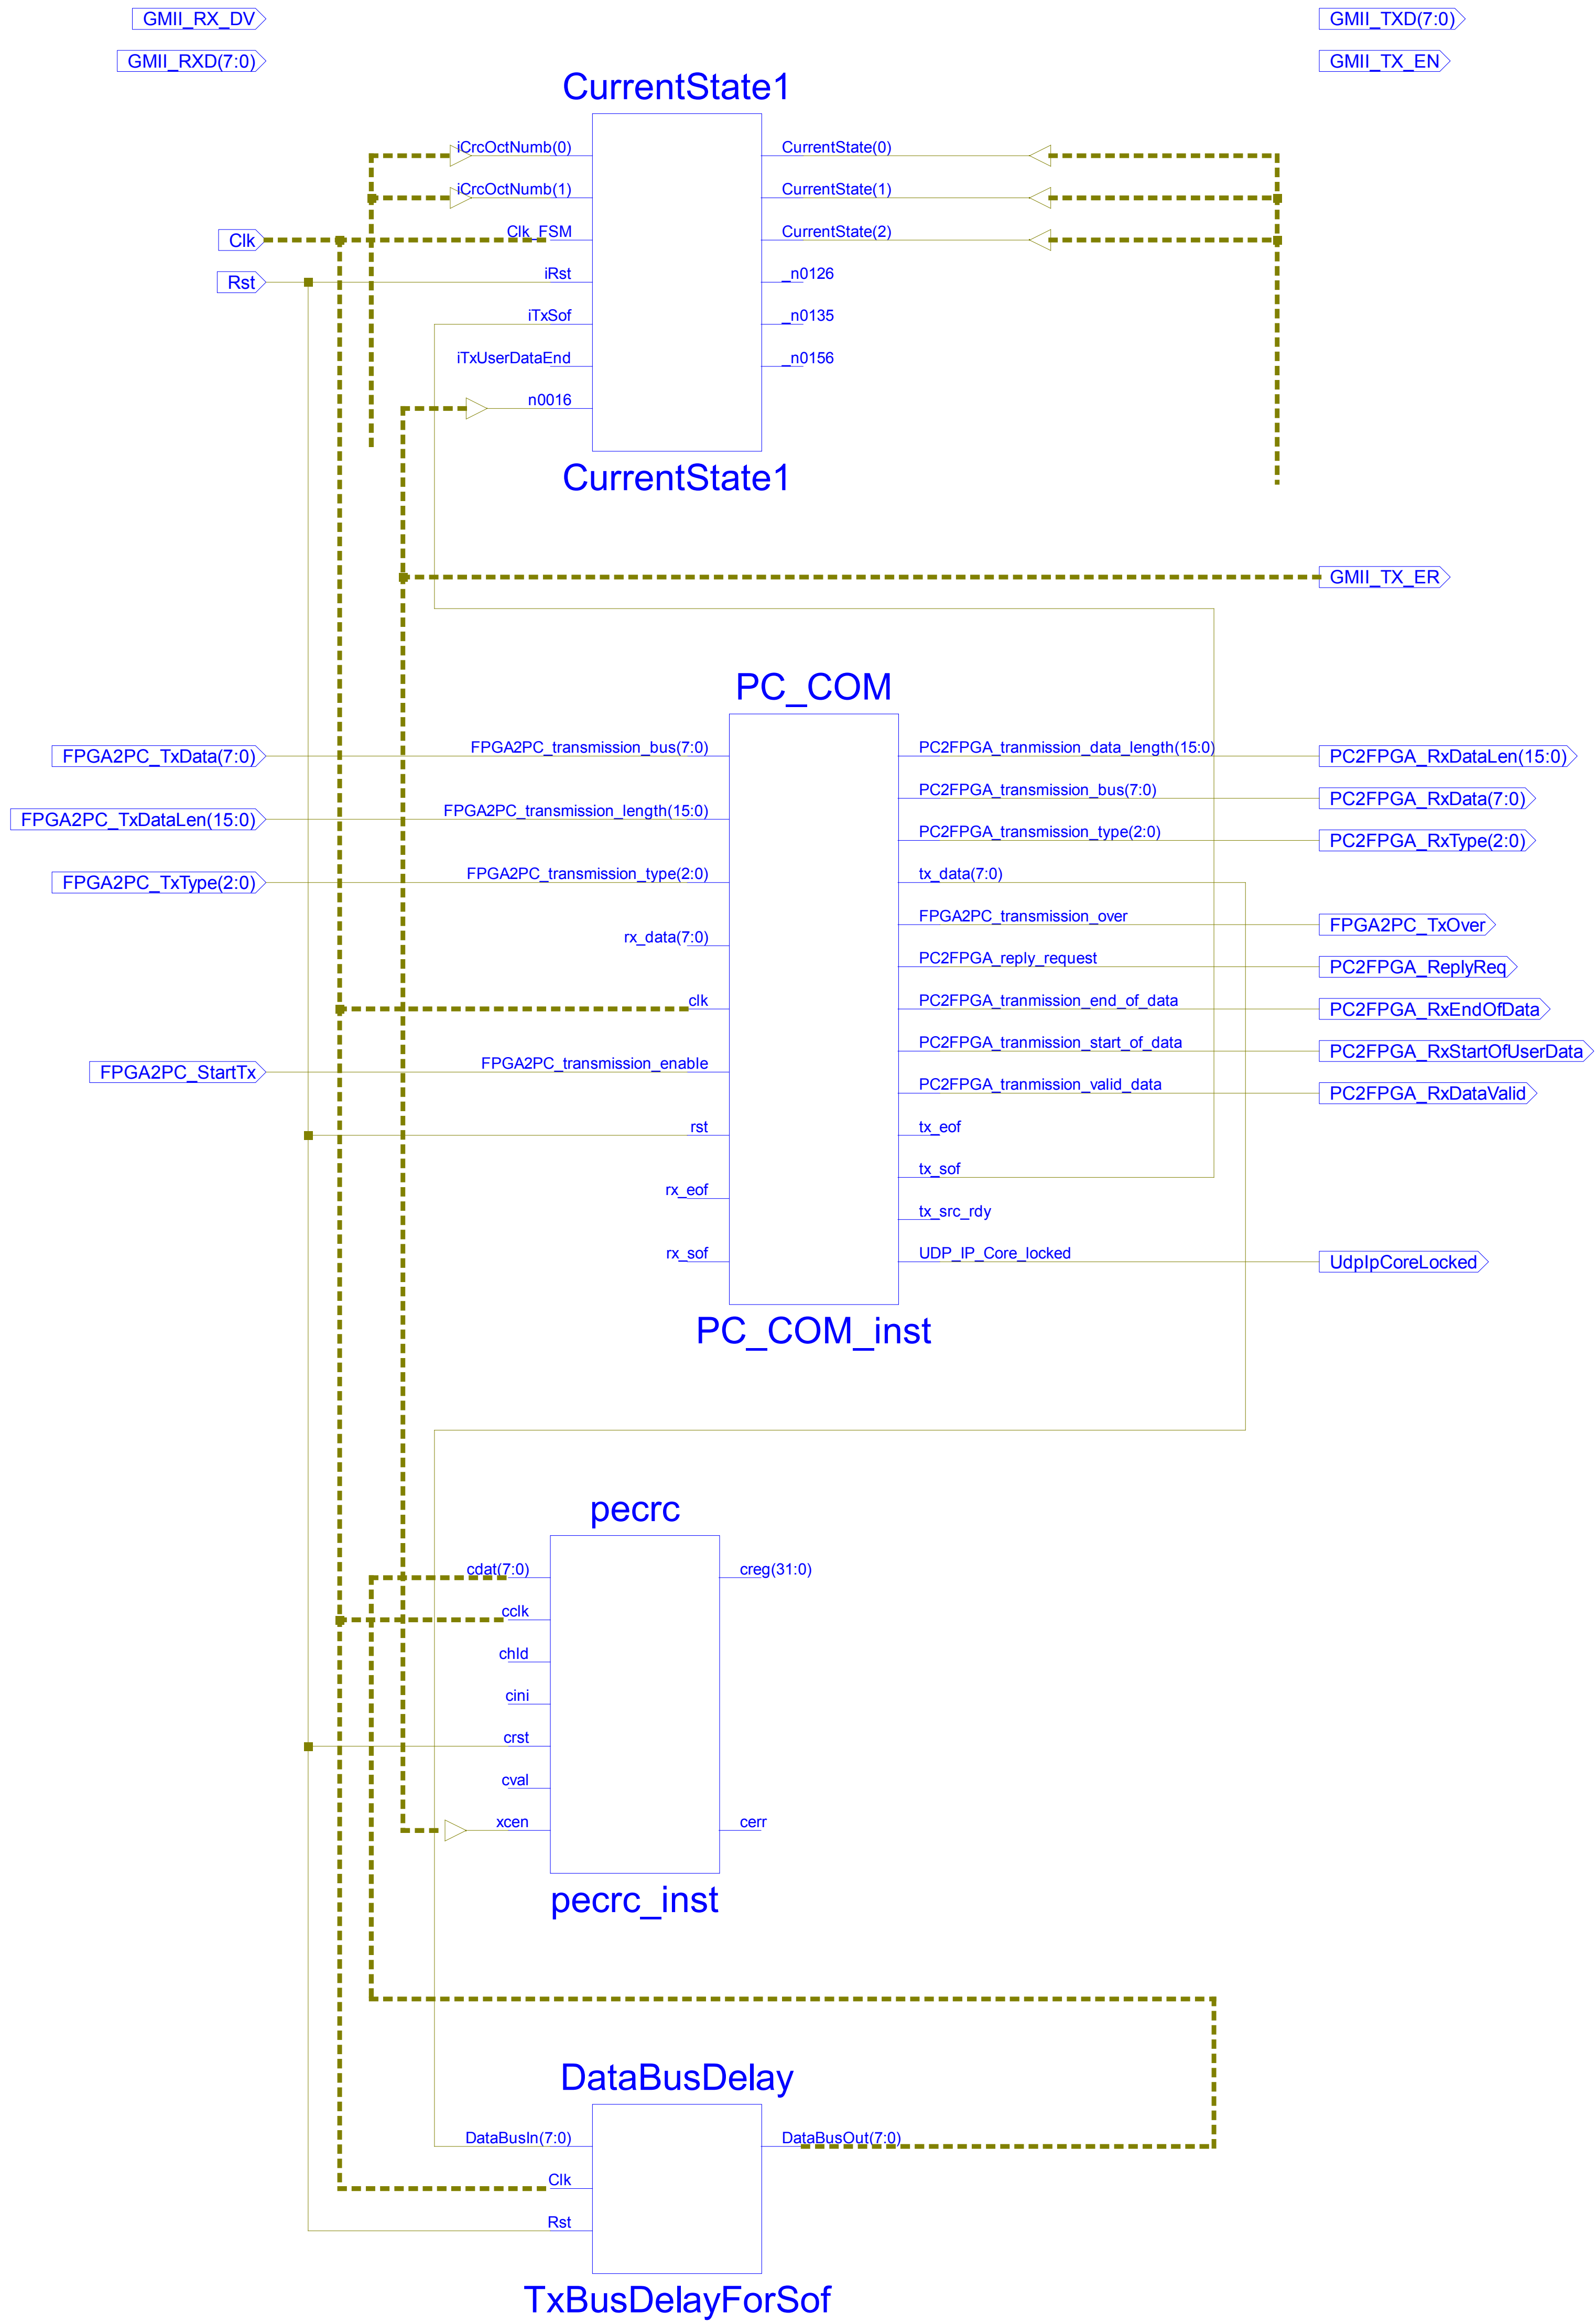 GMII_RX_DV
GMII_TXD(7:0)
GMII_RXD(7:0)
GMII_TX_EN
CurrentState1
iCrcOctNumb(0)
CurrentState(0)
iCrcOctNumb(1)
CurrentState(1)
Clk
Clk_FSM
CurrentState(2)
Rst
iRst
_n0126
iTxSof
_n0135
iTxUserDataEnd
_n0156
n0016
CurrentState1
GMII_TX_ER
PC_COM
FPGA2PC_TxData(7:0)
FPGA2PC_transmission_bus(7:0)
PC2FPGA_tranmission_data_length(15:0)
PC2FPGA_RxDataLen(15:0)
PC2FPGA_transmission_bus(7:0)
PC2FPGA_RxData(7:0)
FPGA2PC_TxDataLen(15:0)
FPGA2PC_transmission_length(15:0)
PC2FPGA_transmission_type(2:0)
PC2FPGA_RxType(2:0)
FPGA2PC_TxType(2:0)
FPGA2PC_transmission_type(2:0)
tx_data(7:0)
FPGA2PC_transmission_over
FPGA2PC_TxOver
rx_data(7:0)
PC2FPGA_reply_request
PC2FPGA_ReplyReq
clk
PC2FPGA_tranmission_end_of_data
PC2FPGA_RxEndOfData
PC2FPGA_tranmission_start_of_data
PC2FPGA_RxStartOfUserData
FPGA2PC_StartTx
FPGA2PC_transmission_enable
PC2FPGA_tranmission_valid_data
PC2FPGA_RxDataValid
rst
tx_eof
tx_sof
rx_eof
tx_src_rdy
rx_sof
UDP_IP_Core_locked
UdpIpCoreLocked
PC_COM_inst
pecrc
cdat(7:0)
creg(31:0)
cclk
chld
cini
crst
cval
xcen
cerr
pecrc_inst
DataBusDelay
DataBusIn(7:0)
DataBusOut(7:0)
Clk
Rst
TxBusDelayForSof